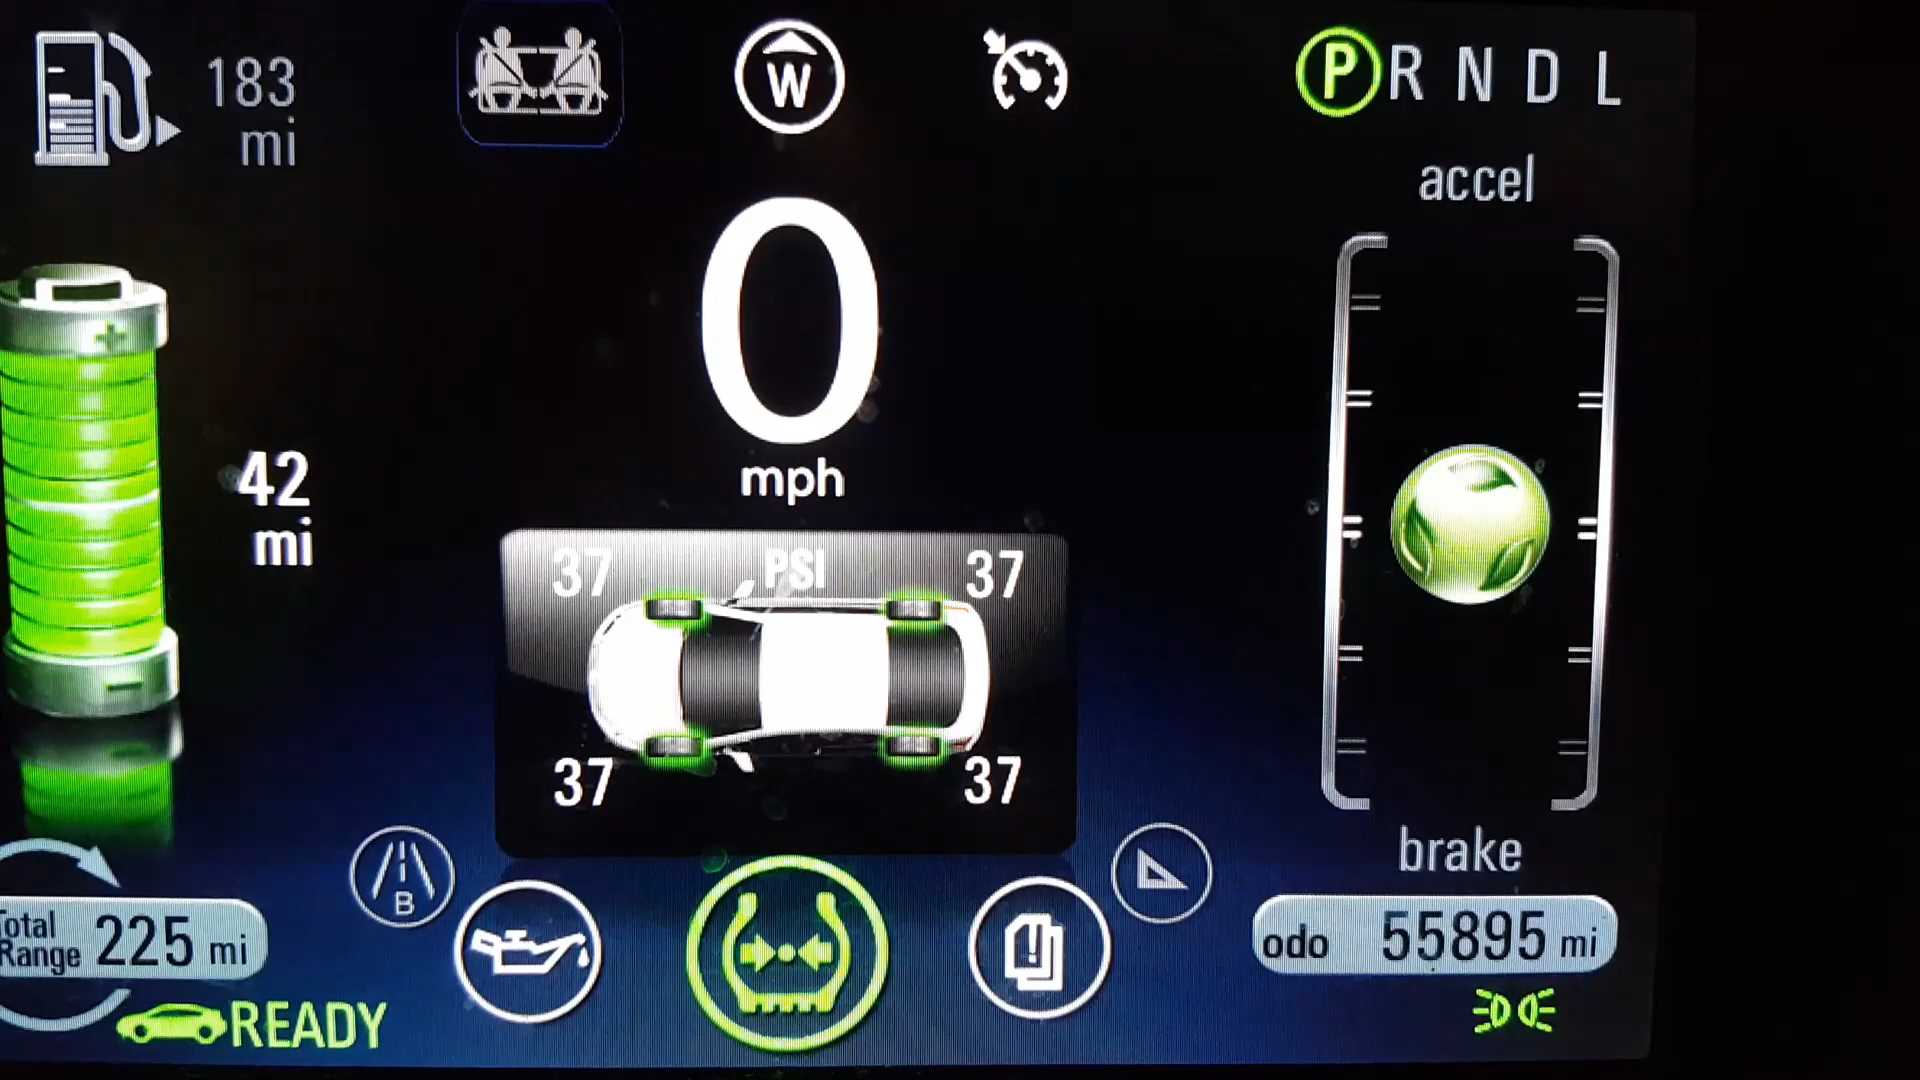 183
mi
W
P R N D L
accel
0
mph
42
mi
37 PSI 37
37 37
brake
B
Total
Range 225 mi
odo 55895 mi
READY